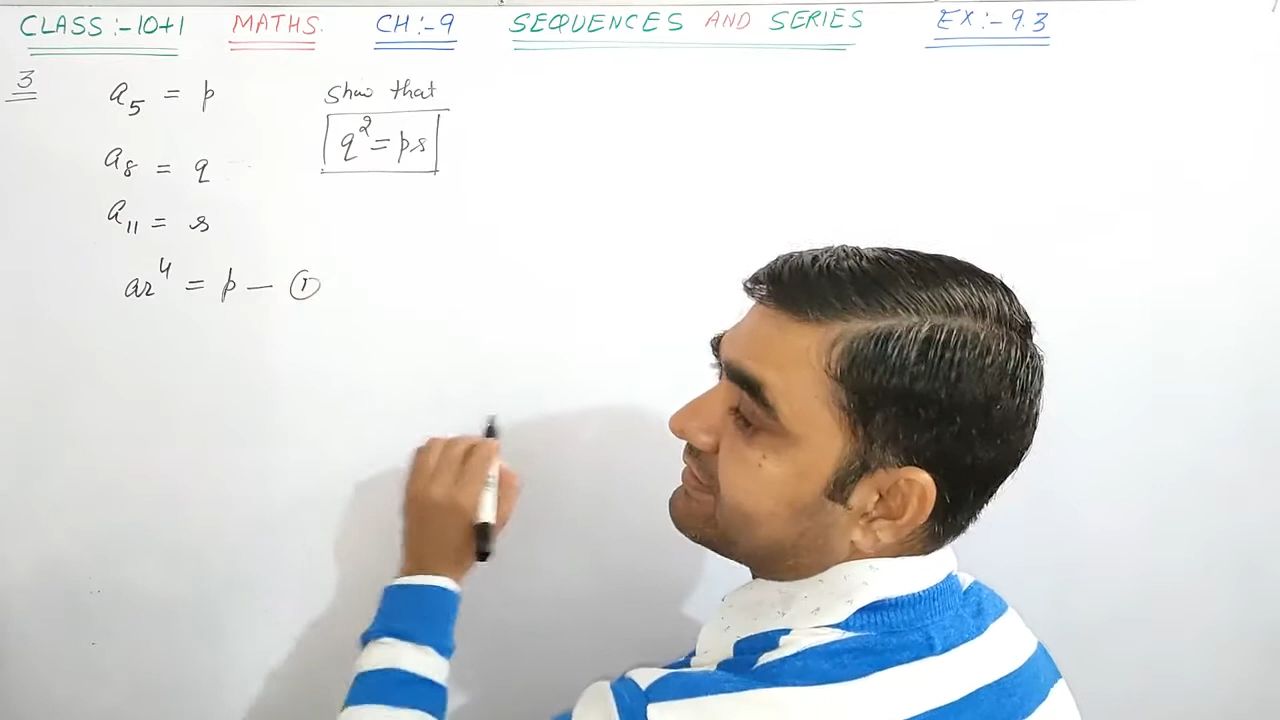 CLASS :- 10+1 MATHS. CH:-9 SEQUENCES AND SERIES EX:- 9.3
3 a₅ = p Show that
q² = ps
a₈ = q
a₁₁ = s
ar⁴ = p — ①